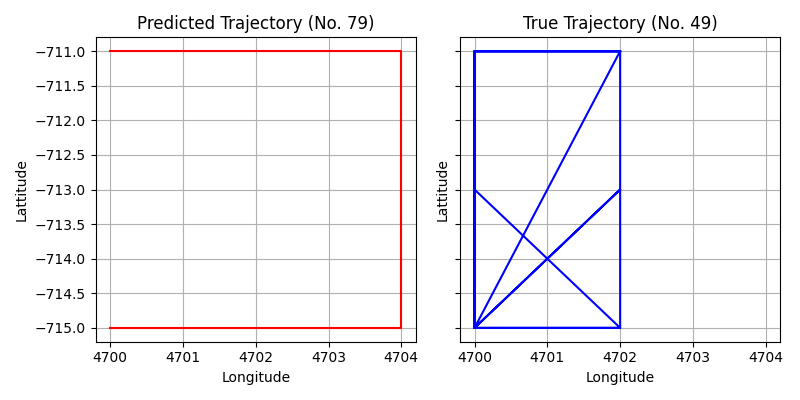 Predicted Trajectory (No. 79)
True Trajectory (No. 49)
−711.0
−711.5
−712.0
−712.5
−713.0
−713.5
−714.0
−714.5
−715.0
Lattitude
Lattitude
4700 4701 4702 4703 4704
4700 4701 4702 4703 4704
Longitude
Longitude